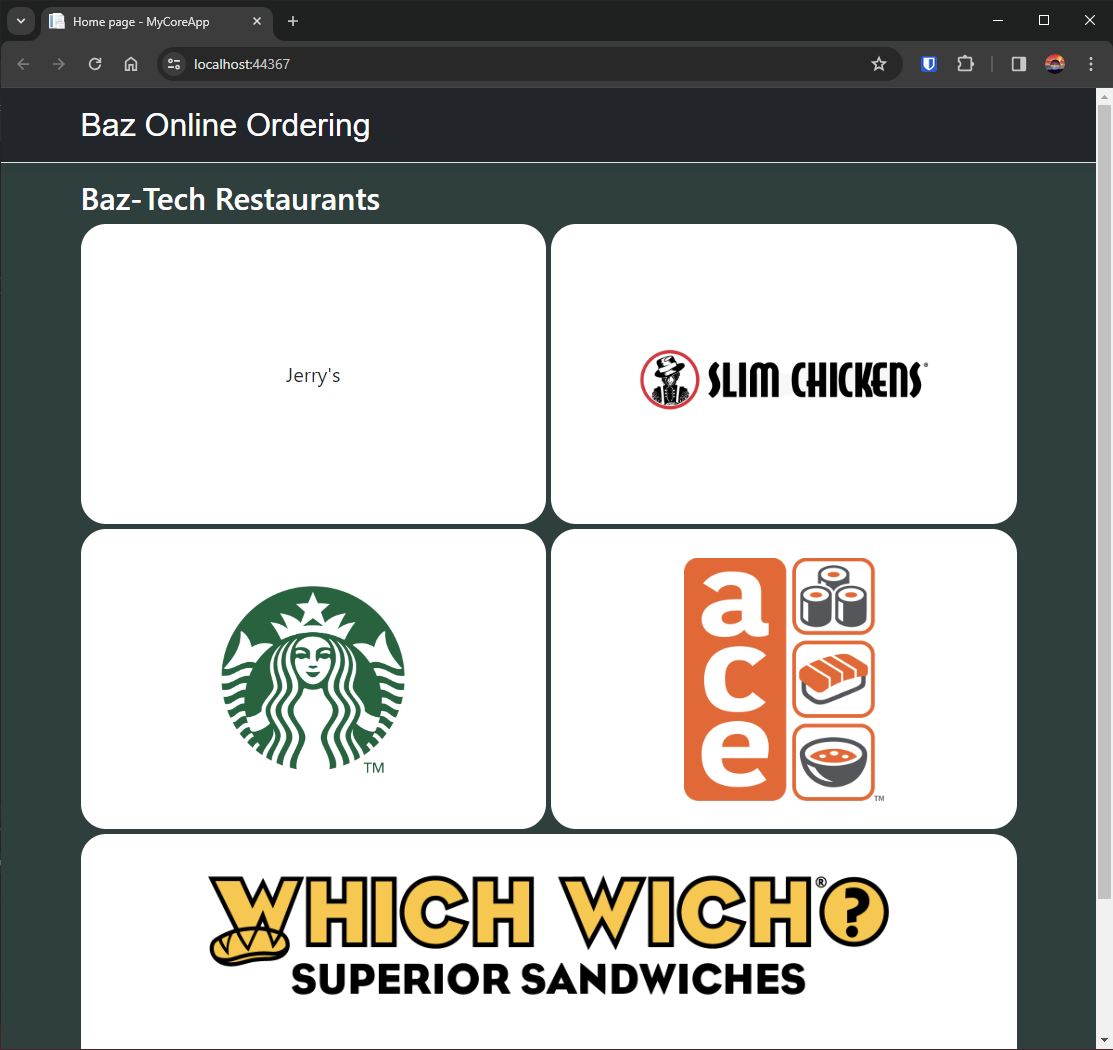 Home page - MyCoreApp
localhost:44367
Baz Online Ordering
Baz-Tech Restaurants
Jerry's
SLIM CHICKENS®
TM
ace
TM
WHICH WICH®?
SUPERIOR SANDWICHES